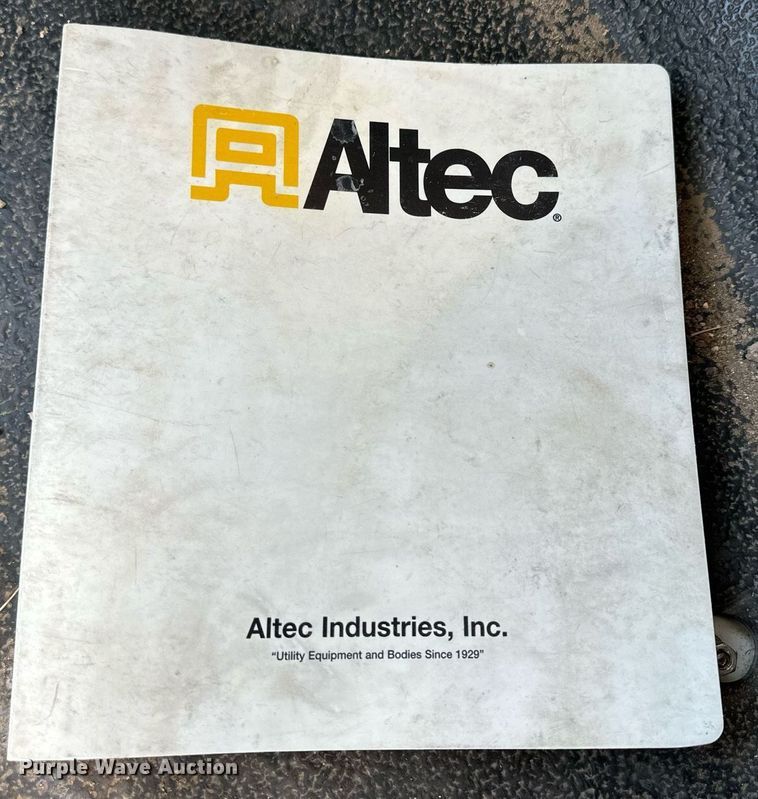 Altec®
Altec Industries, Inc.
“Utility Equipment and Bodies Since 1929”
Purple Wave Auction